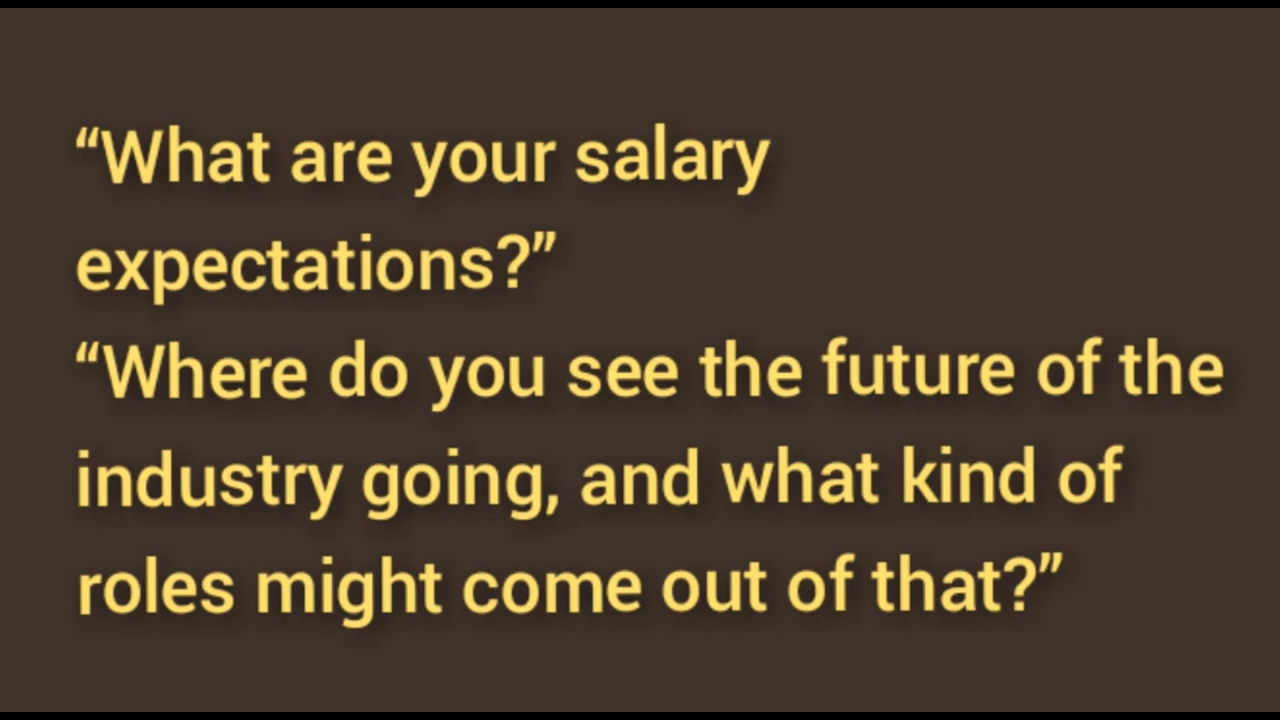 “What are your salary
expectations?”
“Where do you see the future of the
industry going, and what kind of
roles might come out of that?”